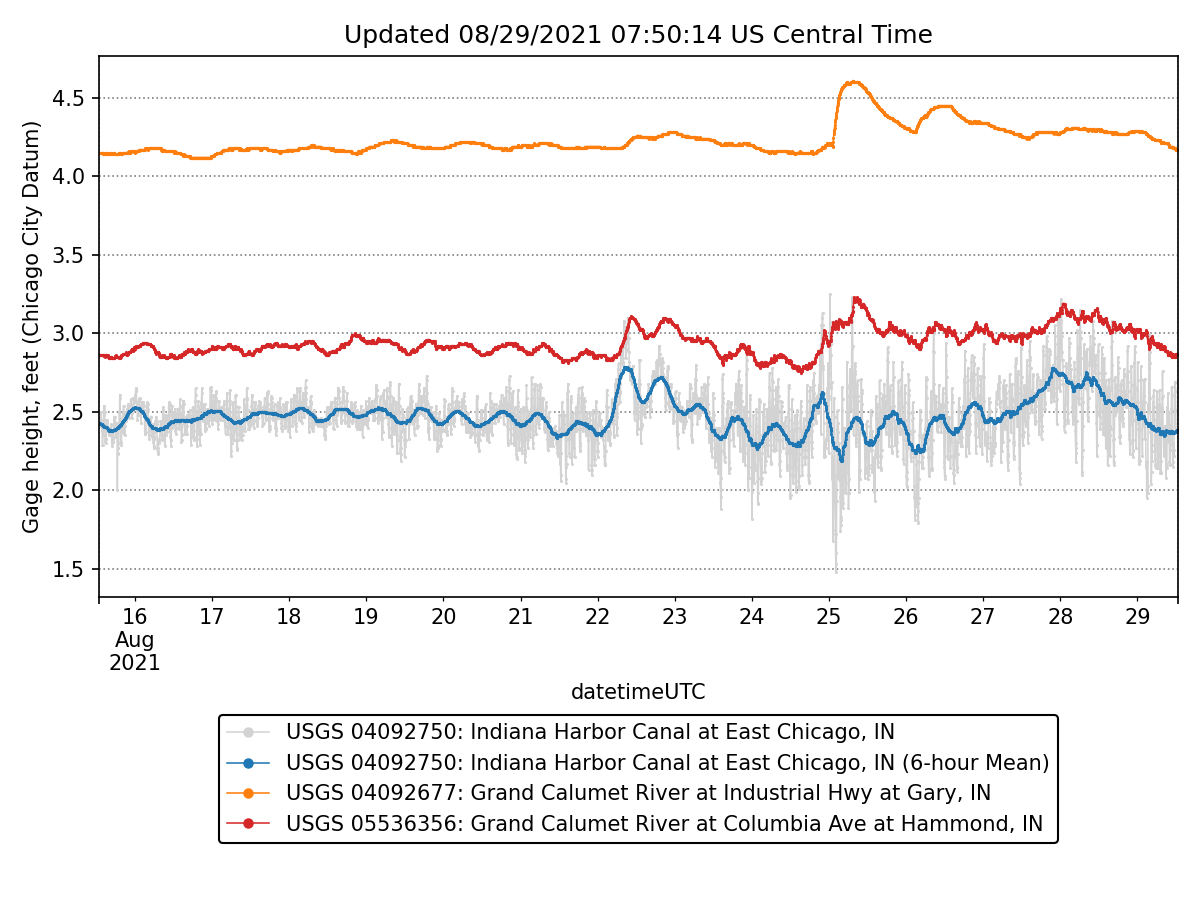 Updated 08/29/2021 07:50:14 US Central Time
Gage height, feet (Chicago City Datum)
4.5
4.0
3.5
3.0
2.5
2.0
1.5
16 17 18 19 20 21 22 23 24 25 26 27 28 29
Aug
2021
datetimeUTC
USGS 04092750: Indiana Harbor Canal at East Chicago, IN
USGS 04092750: Indiana Harbor Canal at East Chicago, IN (6-hour Mean)
USGS 04092677: Grand Calumet River at Industrial Hwy at Gary, IN
USGS 05536356: Grand Calumet River at Columbia Ave at Hammond, IN